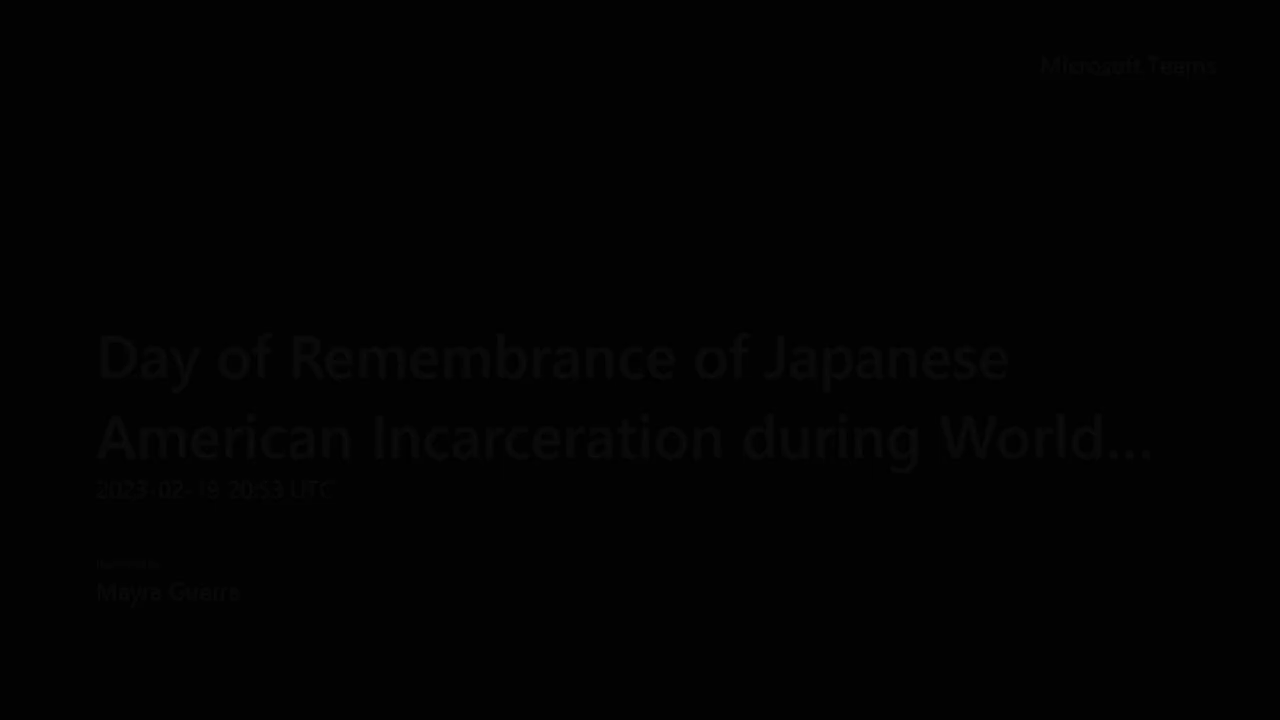 Microsoft Teams
Day of Remembrance of Japanese
American Incarceration during World...
2023-02-19 20:53 UTC
Mayra Guerra